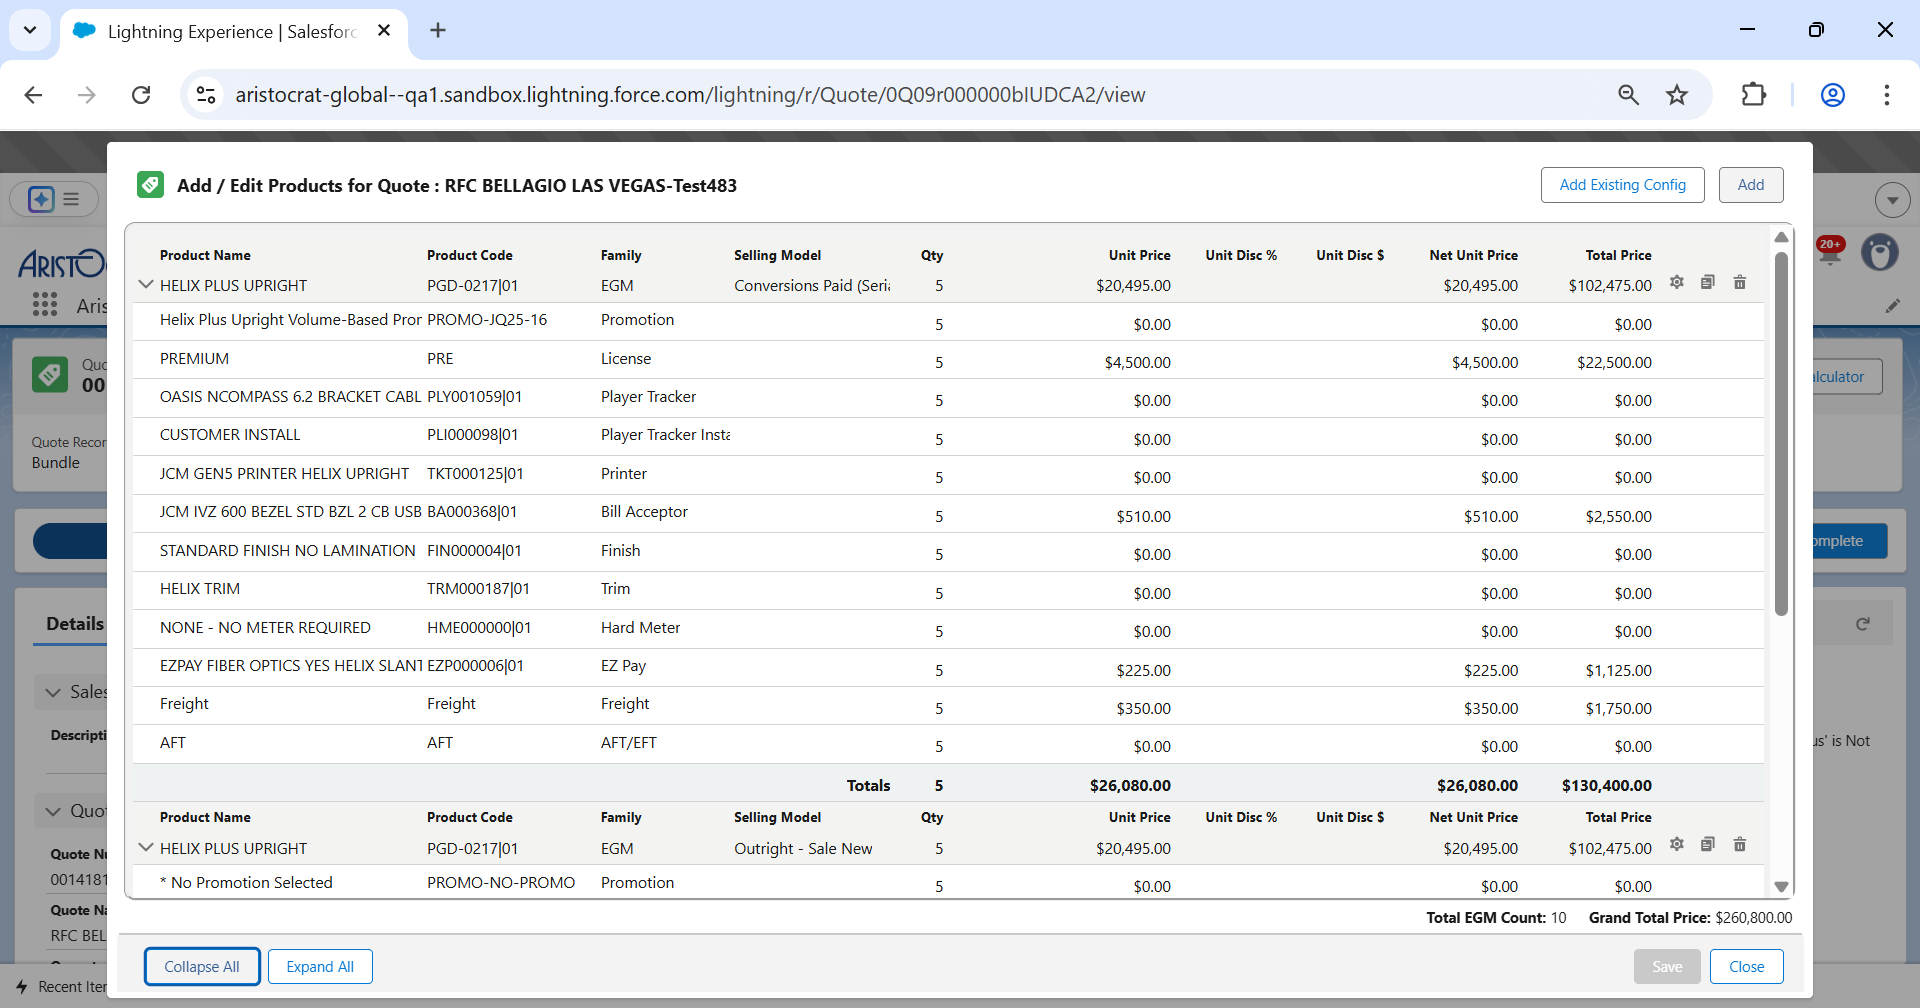 Lightning Experience | Salesforc
aristocrat-global--qa1.sandbox.lightning.force.com/lightning/r/Quote/0Q09r000000bIUDCA2/view
Add / Edit Products for Quote : RFC BELLAGIO LAS VEGAS-Test483
Add Existing Config
Add
Product Name Product Code Family Selling Model Qty Unit Price Unit Disc % Unit Disc $ Net Unit Price Total Price
HELIX PLUS UPRIGHT PGD-0217|01 EGM Conversions Paid (Seria 5 $20,495.00 $20,495.00 $102,475.00
Helix Plus Upright Volume-Based Pror PROMO-JQ25-16 Promotion 5 $0.00 $0.00 $0.00
PREMIUM PRE License 5 $4,500.00 $4,500.00 $22,500.00
OASIS NCOMPASS 6.2 BRACKET CABL PLY001059|01 Player Tracker 5 $0.00 $0.00 $0.00
CUSTOMER INSTALL PLI000098|01 Player Tracker Insta 5 $0.00 $0.00 $0.00
JCM GEN5 PRINTER HELIX UPRIGHT TKT000125|01 Printer 5 $0.00 $0.00 $0.00
JCM IVZ 600 BEZEL STD BZL 2 CB USB BA000368|01 Bill Acceptor 5 $510.00 $510.00 $2,550.00
STANDARD FINISH NO LAMINATION FIN000004|01 Finish 5 $0.00 $0.00 $0.00
HELIX TRIM TRM000187|01 Trim 5 $0.00 $0.00 $0.00
NONE - NO METER REQUIRED HME000000|01 Hard Meter 5 $0.00 $0.00 $0.00
EZPAY FIBER OPTICS YES HELIX SLANT EZP000006|01 EZ Pay 5 $225.00 $225.00 $1,125.00
Freight Freight Freight 5 $350.00 $350.00 $1,750.00
AFT AFT AFT/EFT 5 $0.00 $0.00 $0.00
Totals 5 $26,080.00 $26,080.00 $130,400.00
Product Name Product Code Family Selling Model Qty Unit Price Unit Disc % Unit Disc $ Net Unit Price Total Price
HELIX PLUS UPRIGHT PGD-0217|01 EGM Outright - Sale New 5 $20,495.00 $20,495.00 $102,475.00
* No Promotion Selected PROMO-NO-PROMO Promotion 5 $0.00 $0.00 $0.00
Total EGM Count: 10 Grand Total Price: $260,800.00
Collapse All
Expand All
Save
Close
ARISTO
Aris
20+
Quo
00
alculator
Quote Recor
Bundle
omplete
Details
Sales
Descripti
us' is Not
Quot
Quote Nu
0014181
Quote Na
RFC BEL
Recent Iter